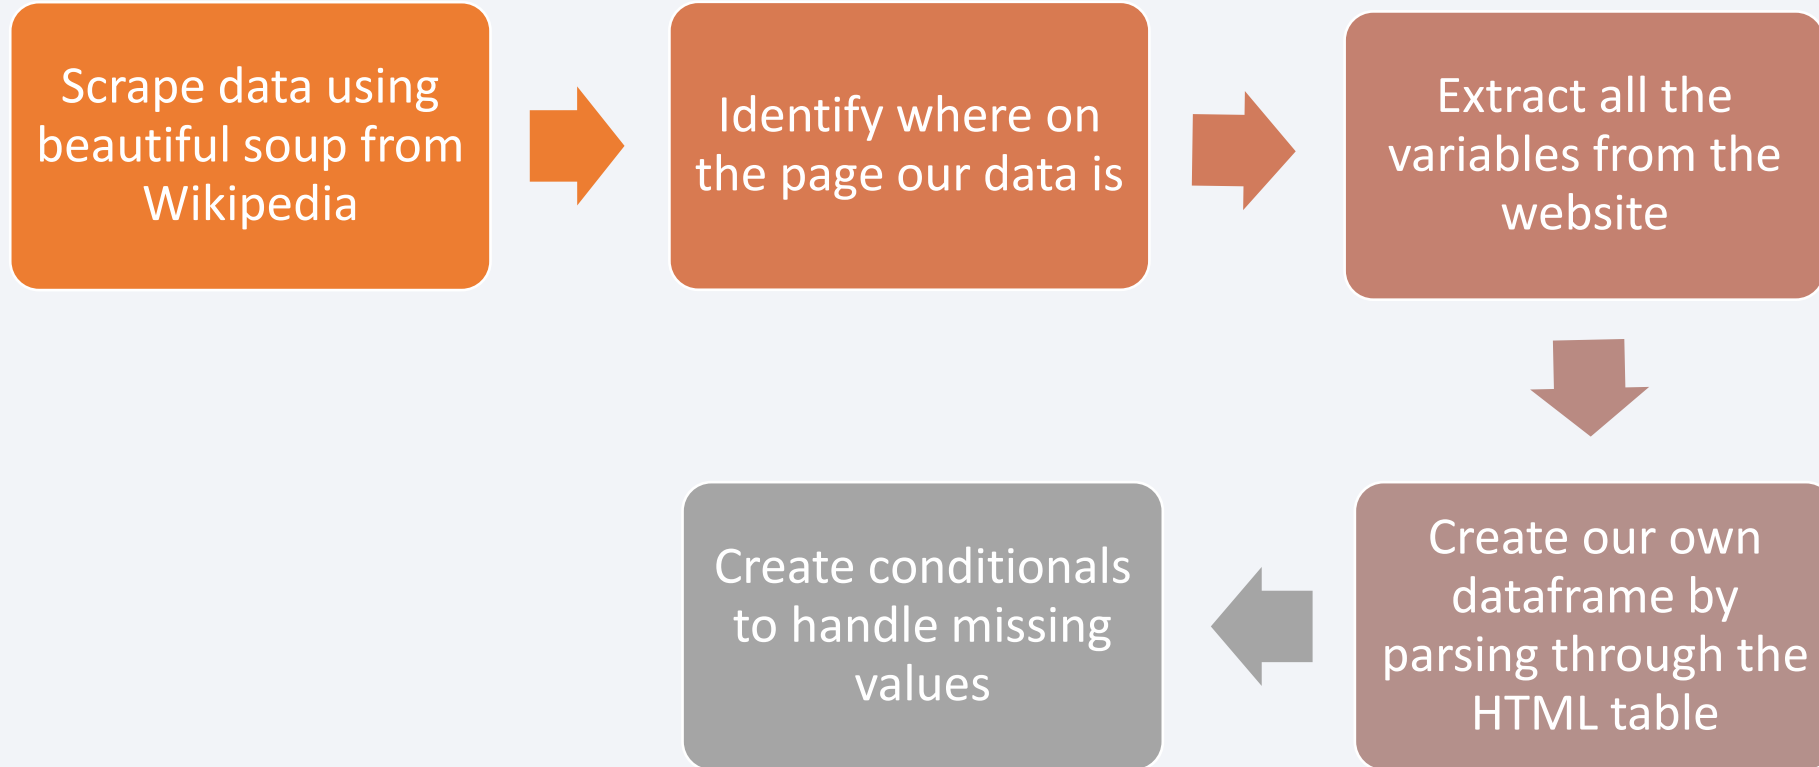 Scrape data using
beautiful soup from
Wikipedia
Identify where on
the page our data is
Extract all the
variables from the
website
Create our own
dataframe by
parsing through the
HTML table
Create conditionals
to handle missing
values